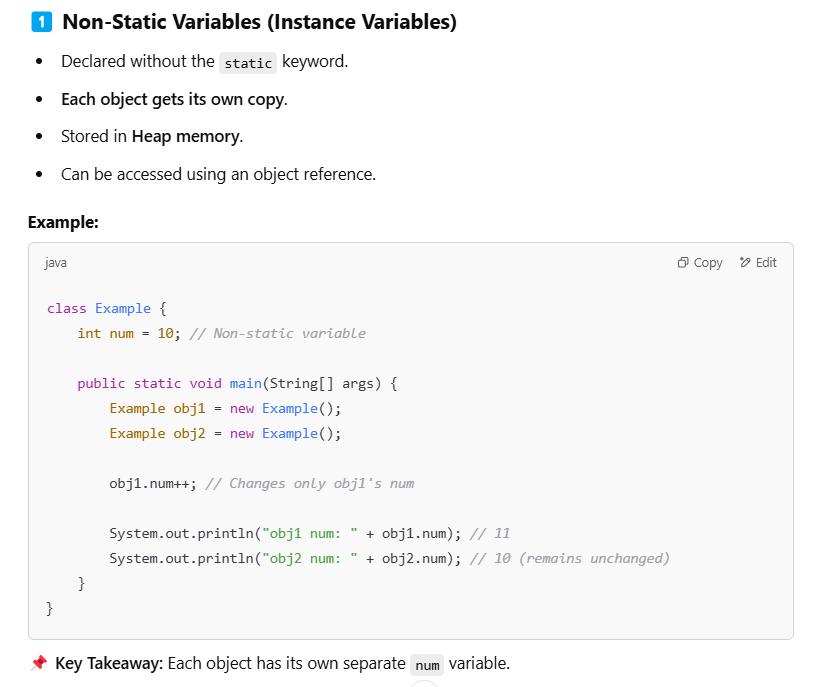 1 Non-Static Variables (Instance Variables)
• Declared without the static keyword.
• Each object gets its own copy.
• Stored in Heap memory.
• Can be accessed using an object reference.
Example:
java Copy Edit
class Example {
    int num = 10; // Non-static variable

    public static void main(String[] args) {
        Example obj1 = new Example();
        Example obj2 = new Example();

        obj1.num++; // Changes only obj1's num

        System.out.println("obj1 num: " + obj1.num); // 11
        System.out.println("obj2 num: " + obj2.num); // 10 (remains unchanged)
    }
}
📌 Key Takeaway: Each object has its own separate num variable.